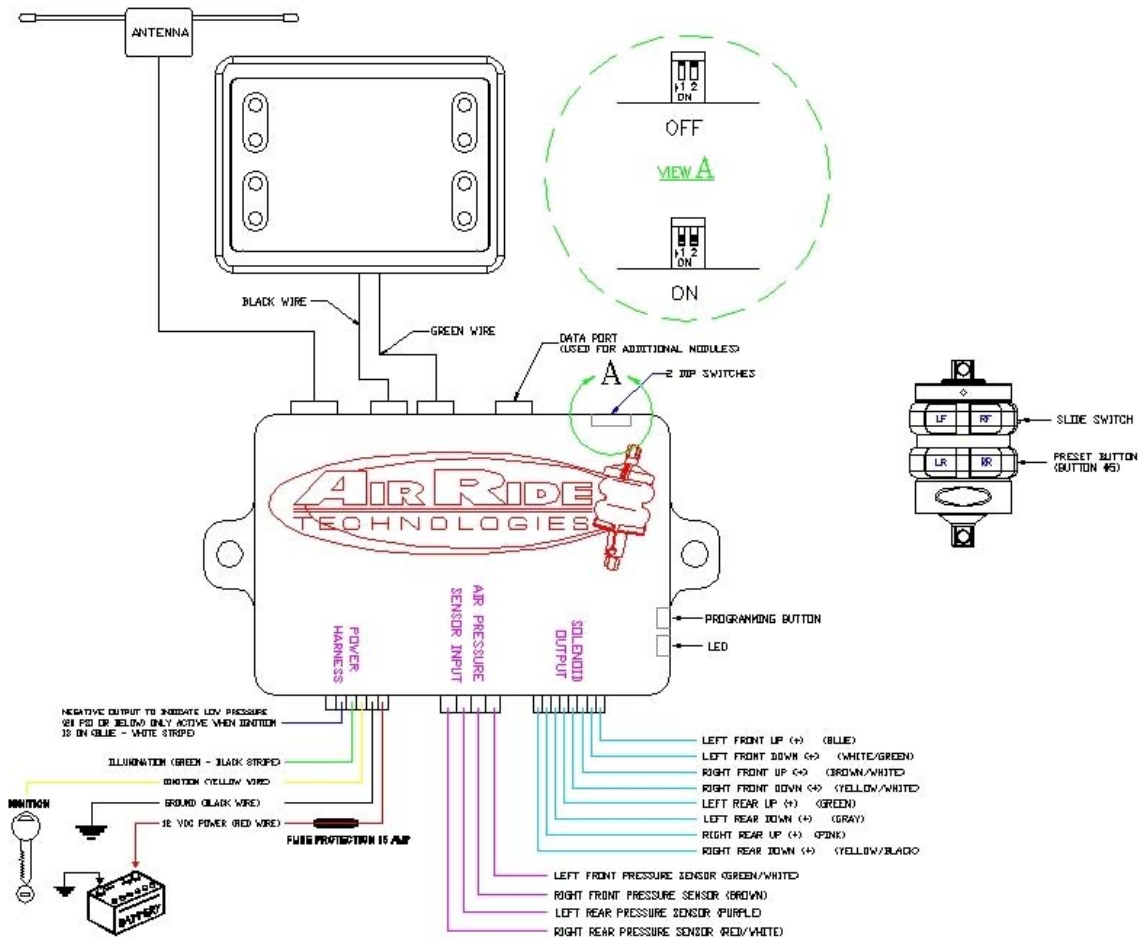 ANTENNA
1 2
ON
OFF
VIEW A
1 2
ON
ON
BLACK WIRE
GREEN WIRE
DATA PORT
(USED FOR ADDITIONAL MODULES)
A
2 DIP SWITCHES
LF RF
LR RR
SLIDE SWITCH
PRESET BUTTON
(BUTTON #5)
AIR RIDE
TECHNOLOGIES
POWER
HARNESS
AIR PRESSURE
SENSOR INPUT
SOLENOID
OUTPUT
PROGRAMMING BUTTON
LED
NEGATIVE OUTPUT TO INDICATE LOW PRESSURE
PSI OR BELOW) ONLY ACTIVE WHEN IGNITION
IS ON (BLUE - WHITE STRIPE)
ILLUMINATION (GREEN - BLACK STRIPE)
IGNITION (YELLOW WIRE)
IGNITION
GROUND (BLACK WIRE)
12 VDC POWER (RED WIRE)
FUSE PROTECTION 15 AMP
BATTERY
LEFT FRONT UP (+) (BLUE)
LEFT FRONT DOWN (+) (WHITE/GREEN)
RIGHT FRONT UP (+) (BROWN/WHITE)
RIGHT FRONT DOWN (+) (YELLOW/WHITE)
LEFT REAR UP (+) (GREEN)
LEFT REAR DOWN (+) (GRAY)
RIGHT REAR UP (+) (PINK)
RIGHT REAR DOWN (+) (YELLOW/BLACK)
LEFT FRONT PRESSURE SENSOR (GREEN/WHITE)
RIGHT FRONT PRESSURE SENSOR (BROWN)
LEFT REAR PRESSURE SENSOR (PURPLE)
RIGHT REAR PRESSURE SENSOR (RED/WHITE)